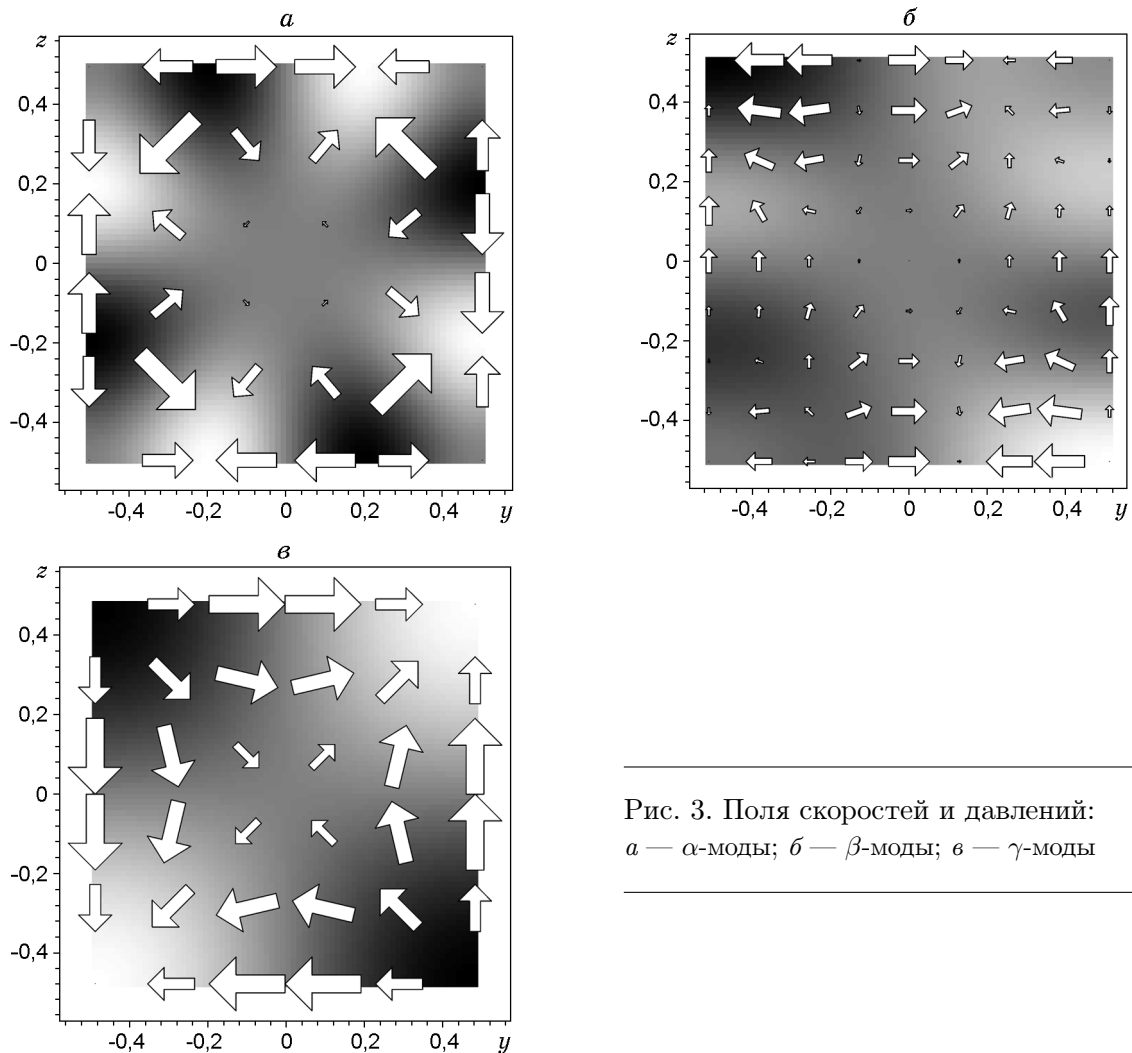 а
z
0,4
0,2
0
-0,2
-0,4
-0,4 -0,2 0 0,2 0,4 y
б
z
0,4
0,2
0
-0,2
-0,4
-0,4 -0,2 0 0,2 0,4 y
в
z
0,4
0,2
0
-0,2
-0,4
-0,4 -0,2 0 0,2 0,4 y
Рис. 3. Поля скоростей и давлений:
а — α-моды; б — β-моды; в — γ-моды